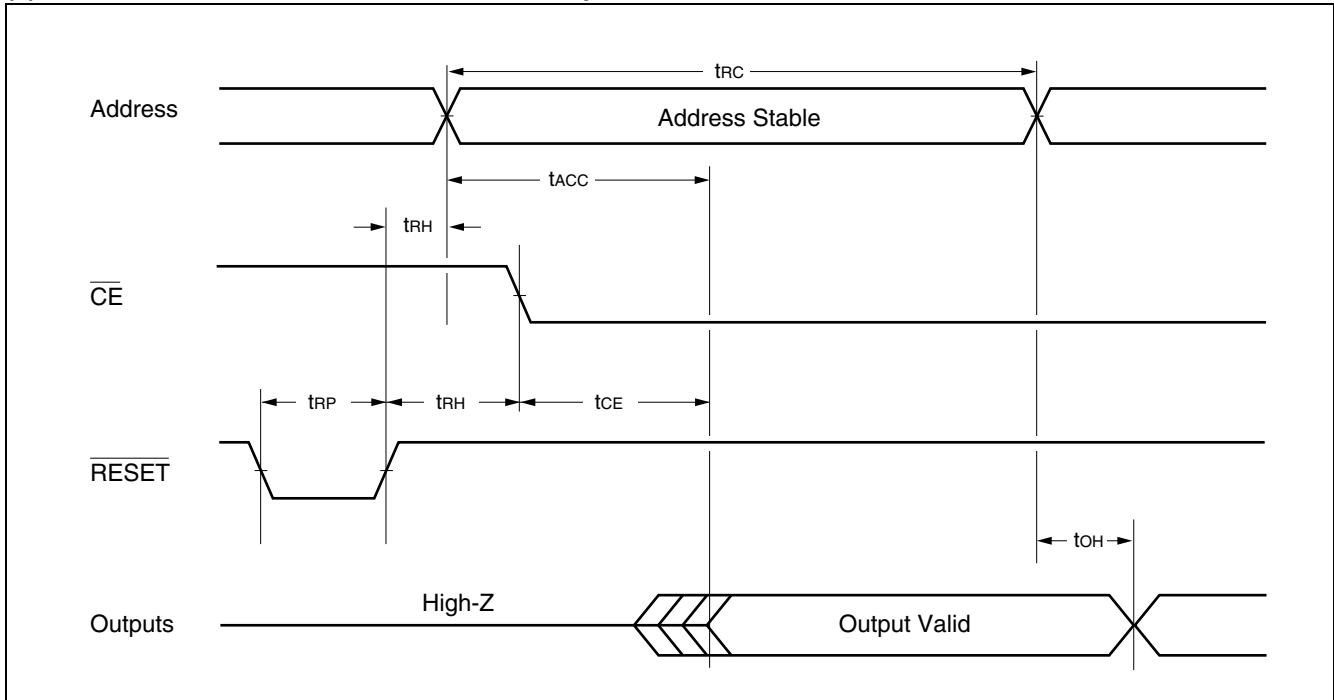 tRC
Address
Address Stable
tACC
tRH
CE
tRP
tRH
tCE
RESET
tOH
High-Z
Outputs
Output Valid